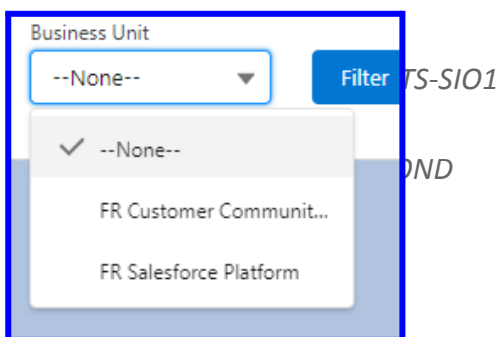 Business Unit
--None-- Filter TS-SIO1
--None--
OND
FR Customer Communit...
FR Salesforce Platform